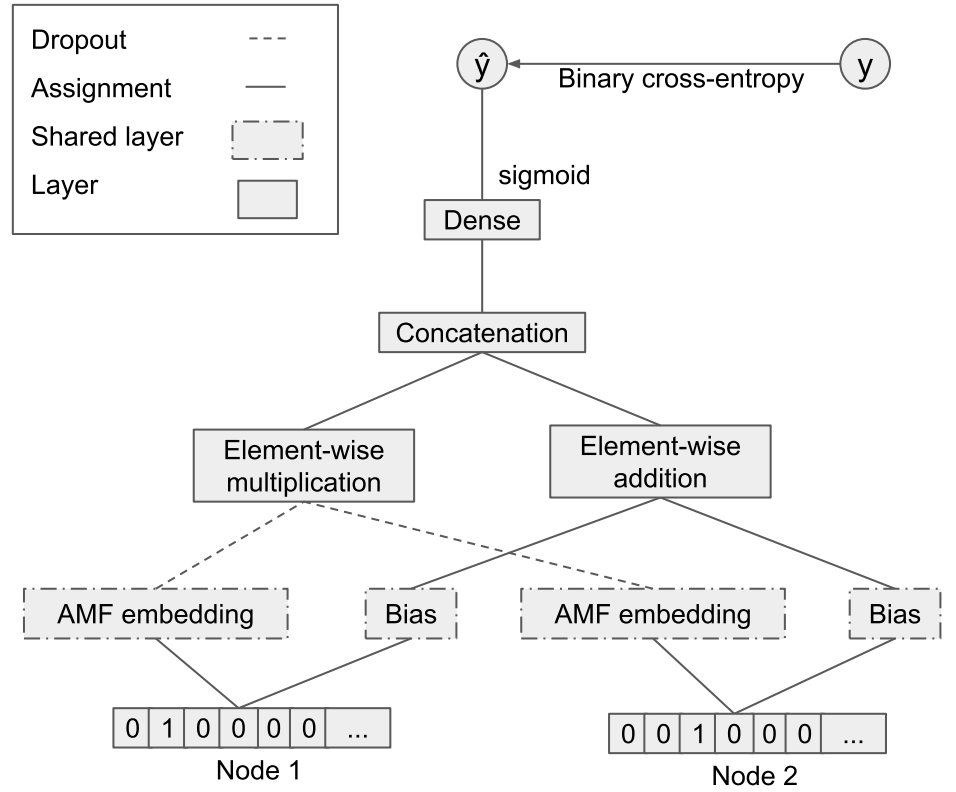 Dropout
Assignment
Shared layer
Layer
ŷ
y
Binary cross-entropy
sigmoid
Dense
Concatenation
Element-wise
multiplication
Element-wise
addition
AMF embedding
Bias
AMF embedding
Bias
0 1 0 0 0 0 ...
0 0 1 0 0 0 ...
Node 1
Node 2